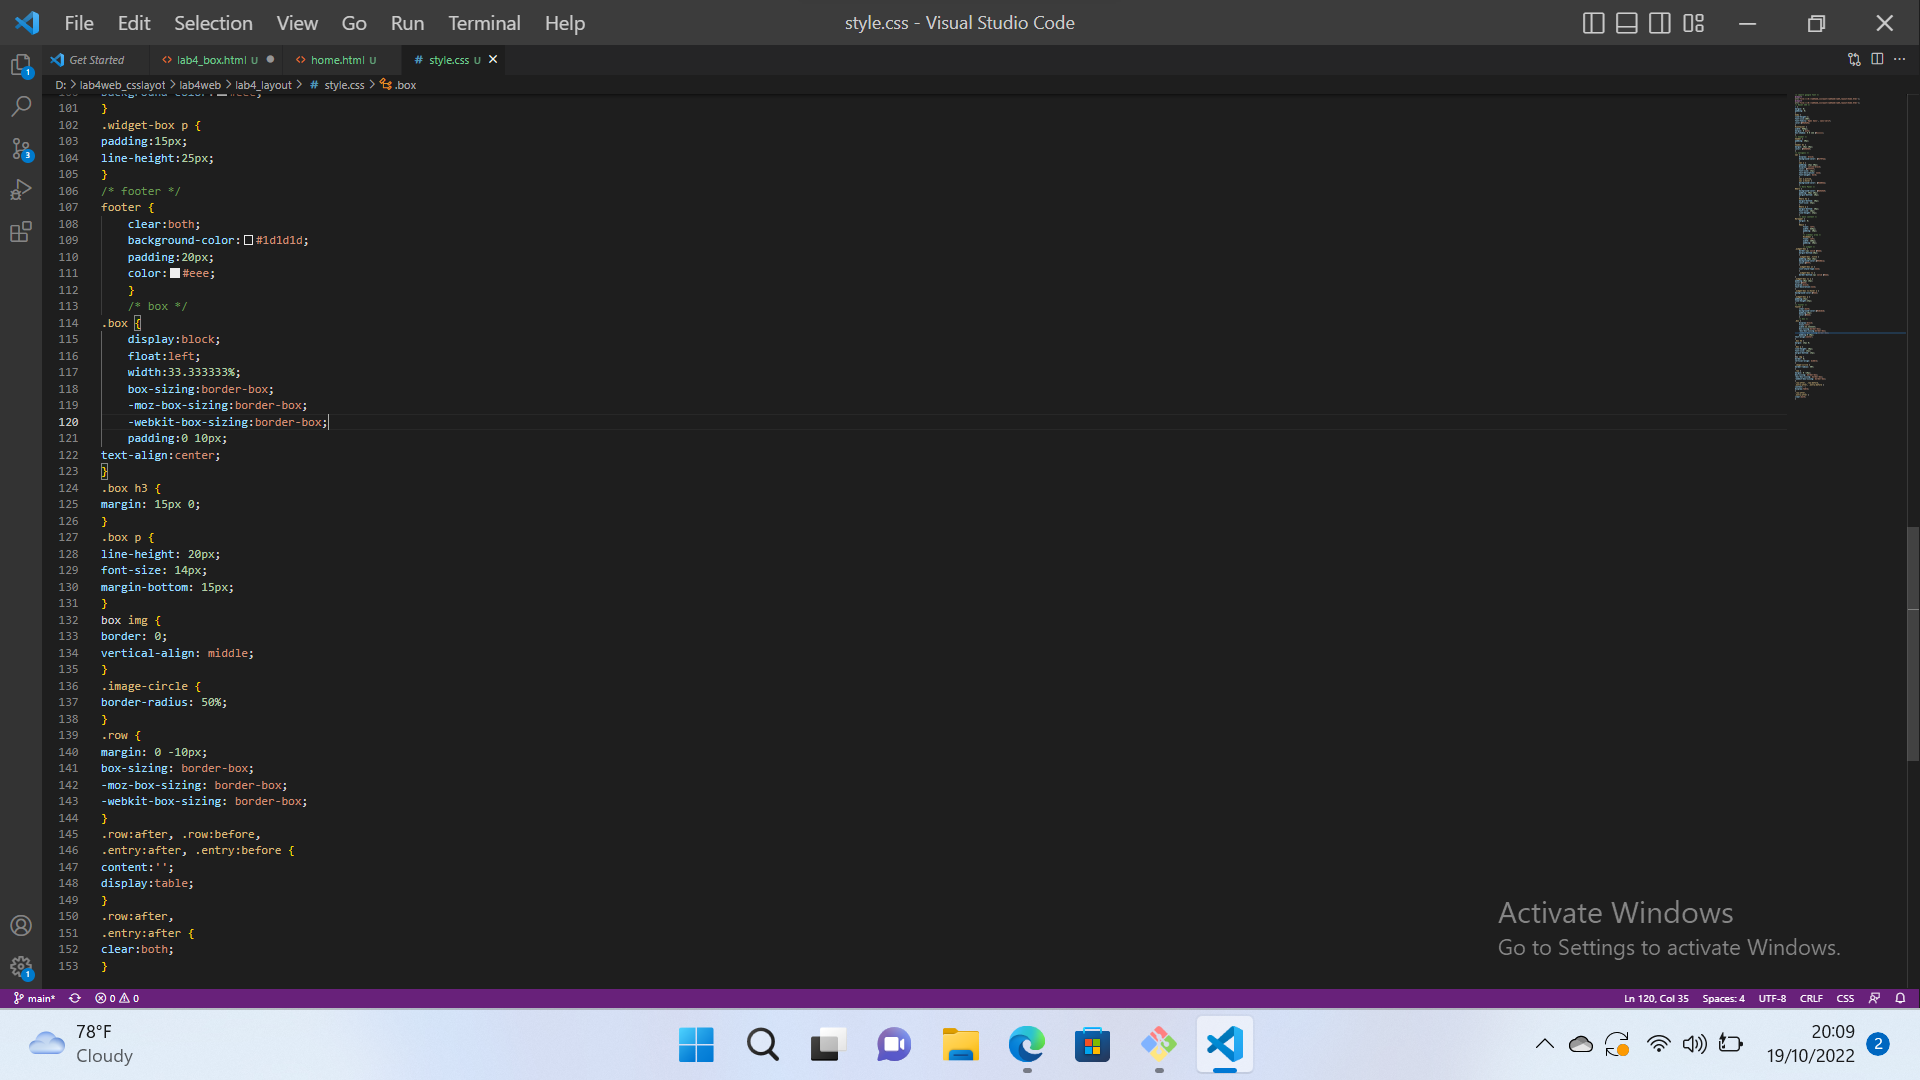 File Edit Selection View Go Run Terminal Help
style.css - Visual Studio Code
Get Started
lab4_box.html U
home.html U
# style.css U
D: > lab4web_csslayot > lab4web > lab4_layout > # style.css > .box
101 }
102 .widget-box p {
103 padding:15px;
104 line-height:25px;
105 }
106 /* footer */
107 footer {
108 clear:both;
109 background-color:#1d1d1d;
110 padding:20px;
111 color:#eee;
112 }
113 /* box */
114 .box {
115 display:block;
116 float:left;
117 width:33.333333%;
118 box-sizing:border-box;
119 -moz-box-sizing:border-box;
120 -webkit-box-sizing:border-box;
121 padding:0 10px;
122 text-align:center;
123 }
124 .box h3 {
125 margin: 15px 0;
126 }
127 .box p {
128 line-height: 20px;
129 font-size: 14px;
130 margin-bottom: 15px;
131 }
132 box img {
133 border: 0;
134 vertical-align: middle;
135 }
136 .image-circle {
137 border-radius: 50%;
138 }
139 .row {
140 margin: 0 -10px;
141 box-sizing: border-box;
142 -moz-box-sizing: border-box;
143 -webkit-box-sizing: border-box;
144 }
145 .row:after, .row:before,
146 .entry:after, .entry:before {
147 content:'';
148 display:table;
149 }
150 .row:after,
151 .entry:after {
152 clear:both;
153 }
1
3
1
Activate Windows
Go to Settings to activate Windows.
main* 0 0
Ln 120, Col 35 Spaces: 4 UTF-8 CRLF CSS
78°F
Cloudy
20:09
19/10/2022
2